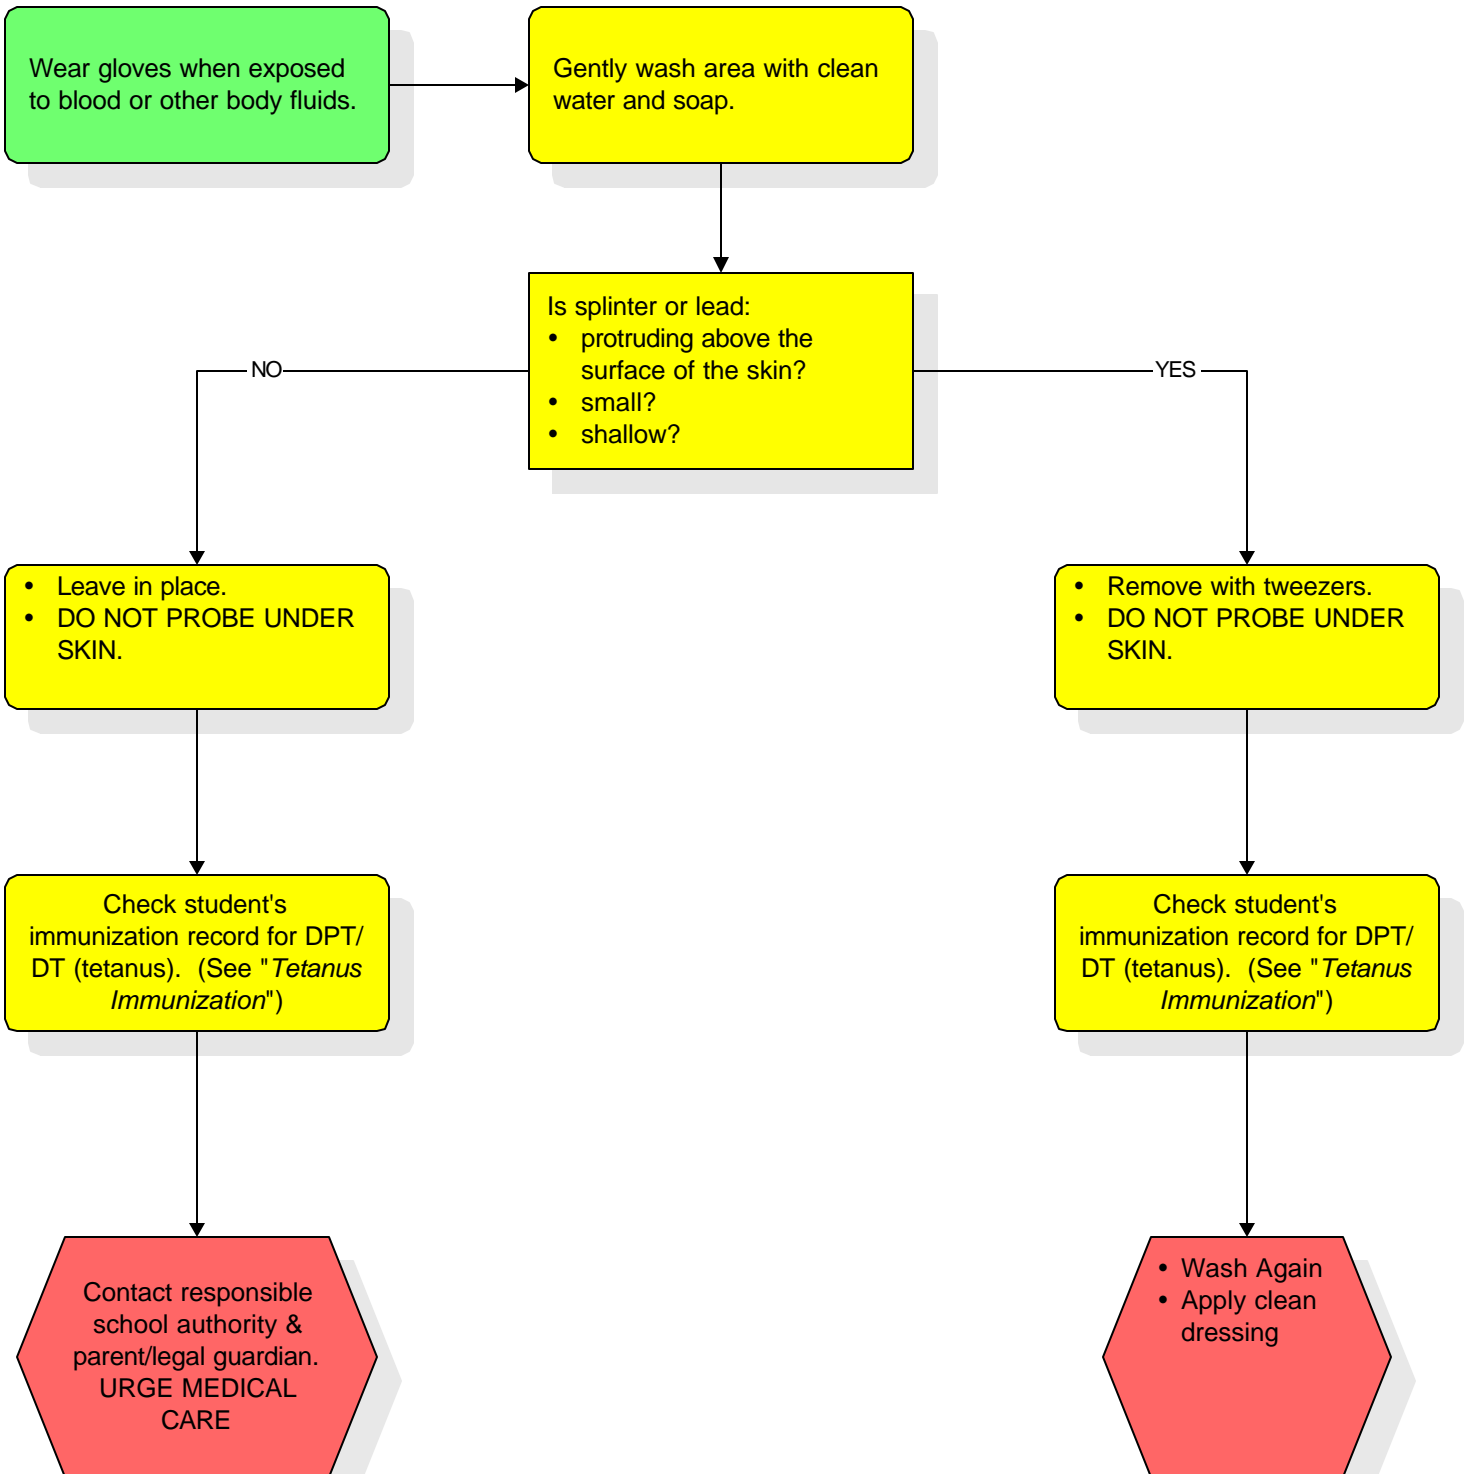 Wear gloves when exposed
to blood or other body fluids.
Gently wash area with clean
water and soap.
Is splinter or lead:
• protruding above the
surface of the skin?
• small?
• shallow?
NO
YES
• Leave in place.
• DO NOT PROBE UNDER
SKIN.
• Remove with tweezers.
• DO NOT PROBE UNDER
SKIN.
Check student's
immunization record for DPT/
DT (tetanus). (See "Tetanus
Immunization")
Check student's
immunization record for DPT/
DT (tetanus). (See "Tetanus
Immunization")
Contact responsible
school authority &
parent/legal guardian.
URGE MEDICAL
CARE
• Wash Again
• Apply clean
dressing